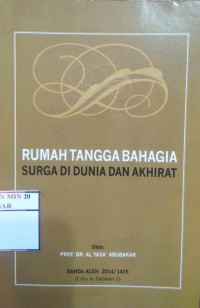 RUMAH TANGGA BAHAGIA
SURGA DI DUNIA DAN AKHIRAT
S MIN 20
Oleh:
PROF. DR. AL YASA` ABUBAKAR
BANDA ACEH 2014/1435